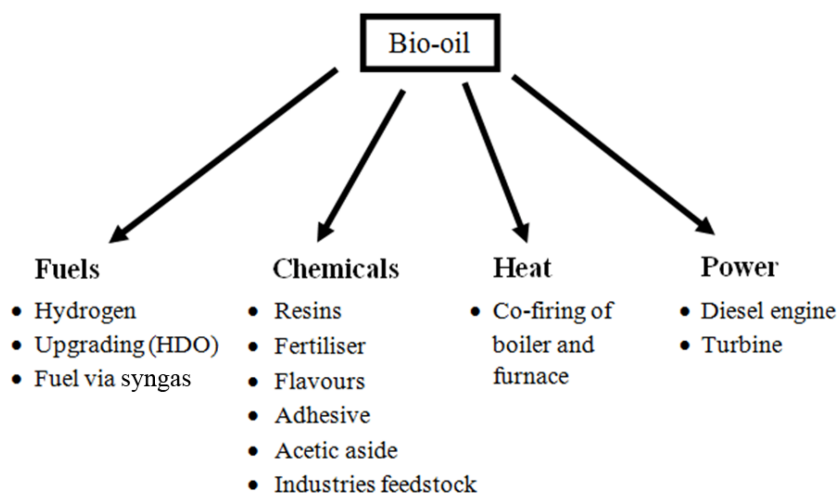 Bio-oil
Fuels
• Hydrogen
• Upgrading (HDO)
• Fuel via syngas
Chemicals
• Resins
• Fertiliser
• Flavours
• Adhesive
• Acetic aside
• Industries feedstock
Heat
• Co-firing of
boiler and
furnace
Power
• Diesel engine
• Turbine